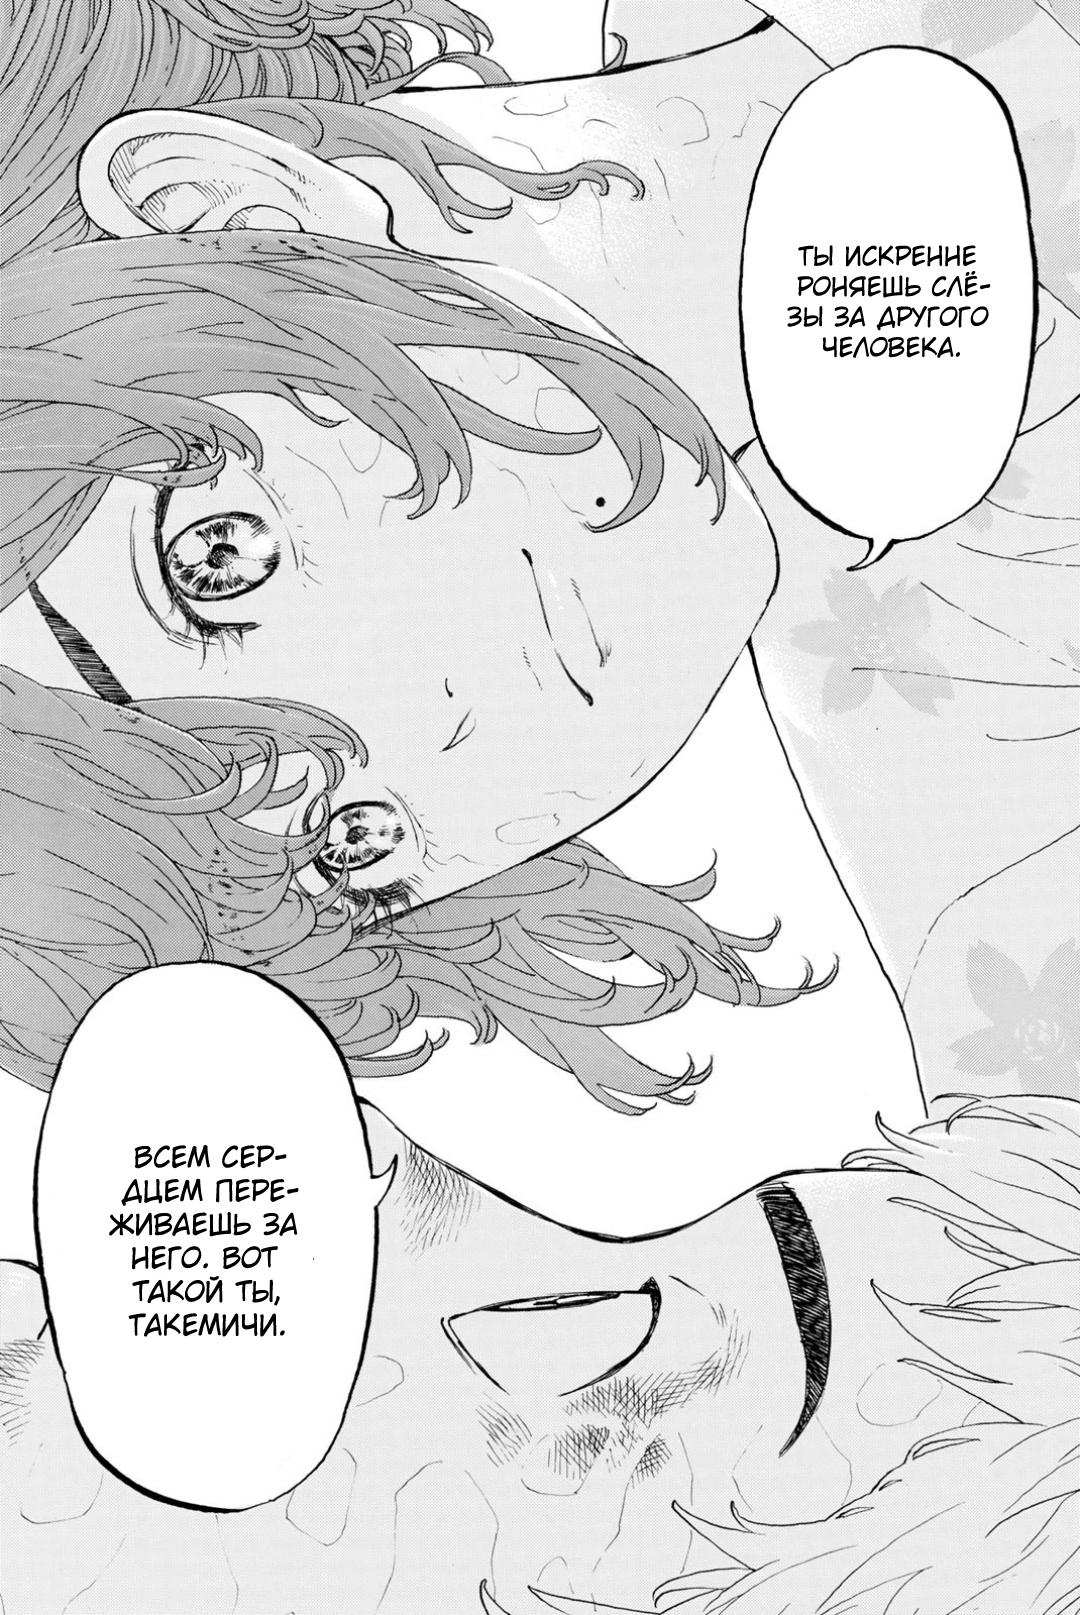 ТЫ ИСКРЕННЕ
РОНЯЕШЬ СЛЁ-
ЗЫ ЗА ДРУГОГО
ЧЕЛОВЕКА.
ВСЕМ СЕР-
ДЦЕМ ПЕРЕ-
ЖИВАЕШЬ ЗА
НЕГО. ВОТ
ТАКОЙ ТЫ,
ТАКЕМИЧИ.